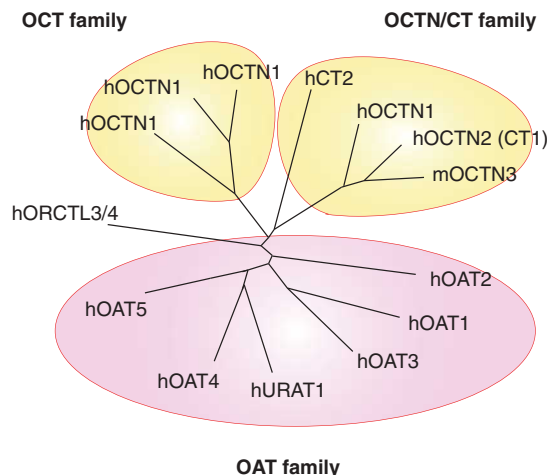 OCT family
OCTN/CT family
hOCTN1
hOCTN1
hOCTN1
hCT2
hOCTN1
hOCTN2 (CT1)
mOCTN3
hORCTL3/4
hOAT2
hOAT5
hOAT1
hOAT3
hOAT4
hURAT1
OAT family